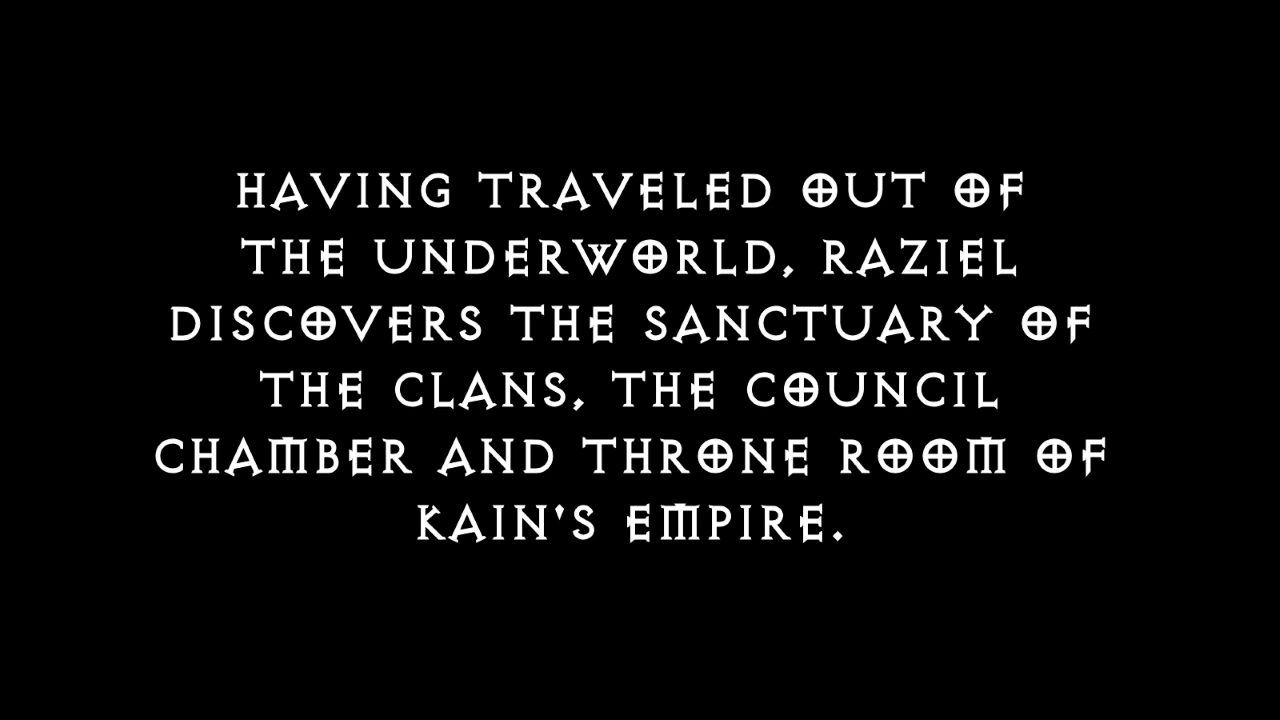 HAVING TRAVELED OUT OF
THE UNDERWORLD, RAZIEL
DISCOVERS THE SANCTUARY OF
THE CLANS, THE COUNCIL
CHAMBER AND THRONE ROOM OF
KAIN'S EMPIRE.